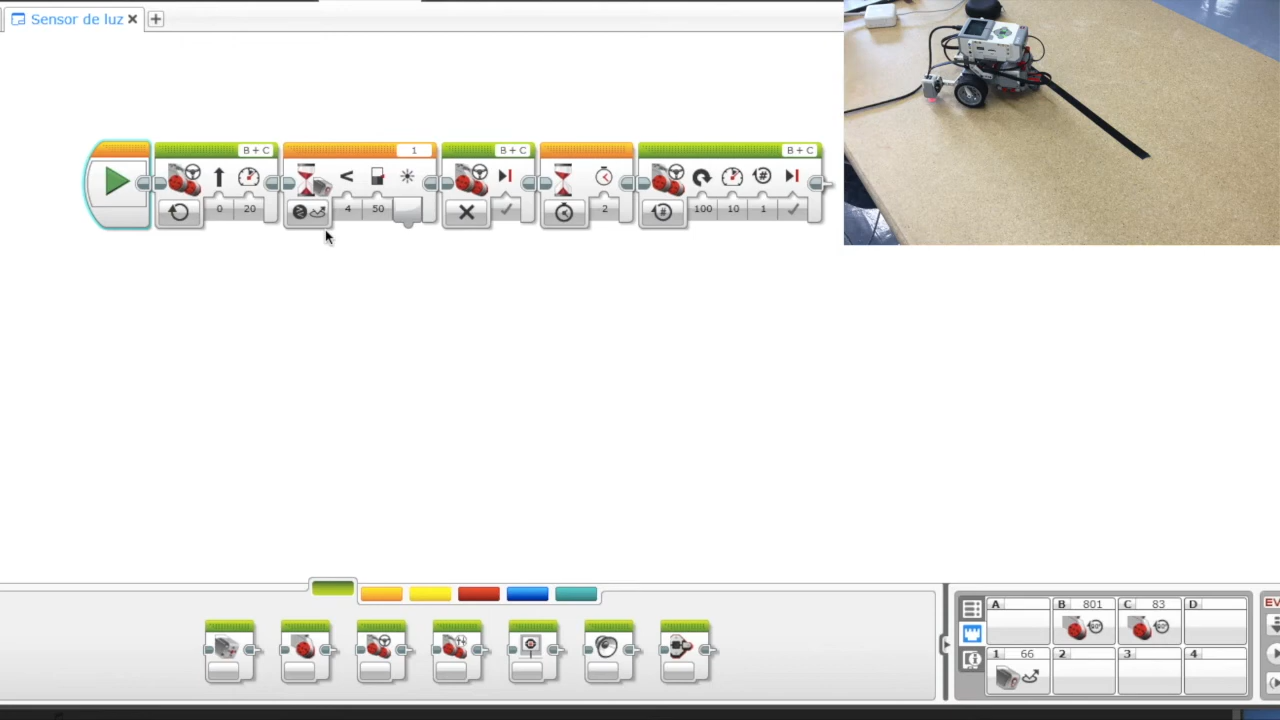 Sensor de luz
B + C
1
B + C
B + C
0 20
4 50
2
100 10 1
A
B 801
C 83
D
1 66
2
3
4
EV